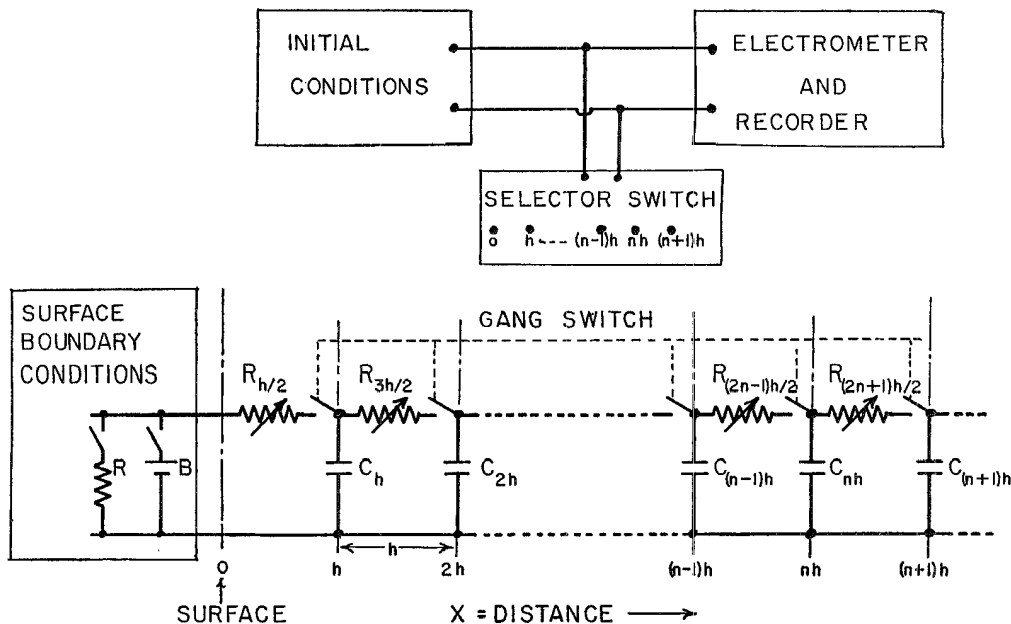 INITIAL
CONDITIONS
ELECTROMETER
AND
RECORDER
SELECTOR SWITCH
0 h ---- (n-1)h nh (n+1)h
SURFACE
BOUNDARY
CONDITIONS
GANG SWITCH
R_{h/2} R_{3h/2} R_{(2n-1)h/2} R_{(2n+1)h/2}
R B C_h C_{2h} C_{(n-1)h} C_{nh} C_{(n+1)h}
h
0 h 2h (n-1)h nh (n+1)h
SURFACE X = DISTANCE